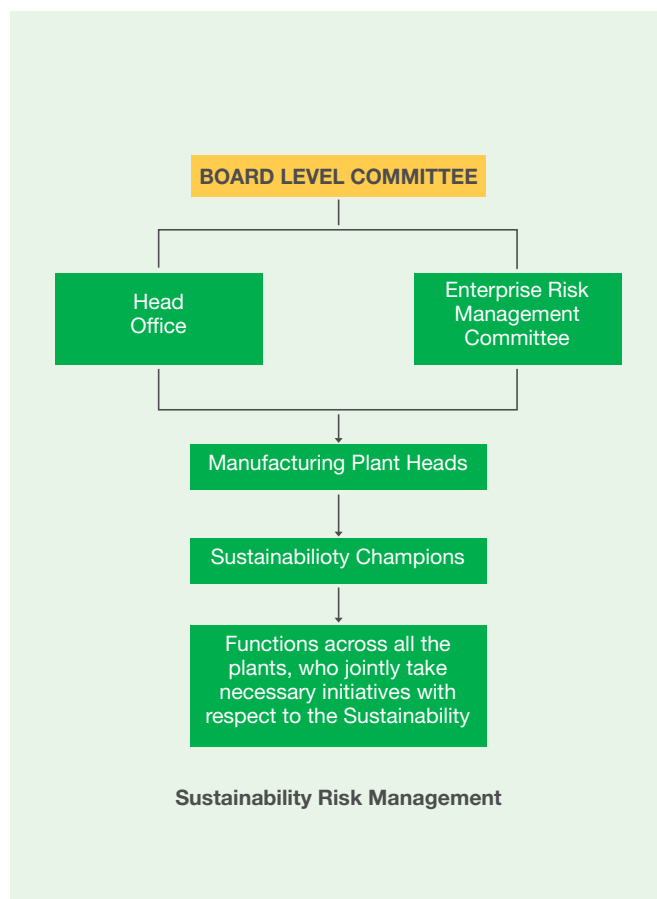 BOARD LEVEL COMMITTEE
Head
Office
Enterprise Risk
Management
Committee
Manufacturing Plant Heads
Sustainabilioty Champions
Functions across all the
plants, who jointly take
necessary initiatives with
respect to the Sustainability
Sustainability Risk Management